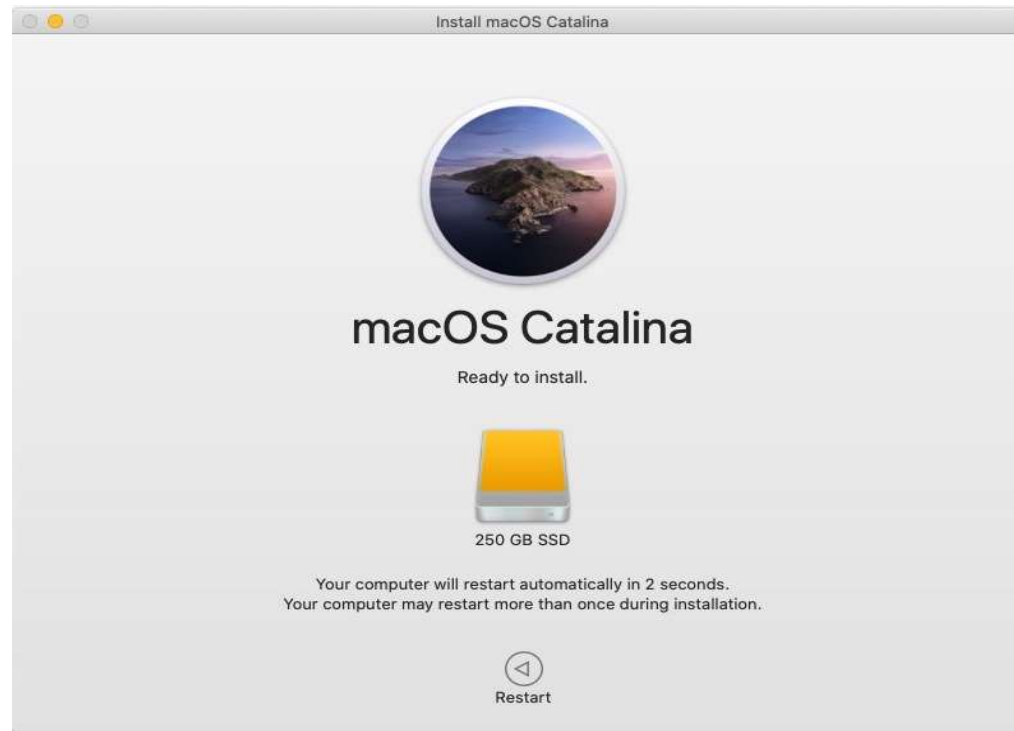 Install macOS Catalina
macOS Catalina
Ready to install.
250 GB SSD
Your computer will restart automatically in 2 seconds.
Your computer may restart more than once during installation.
Restart